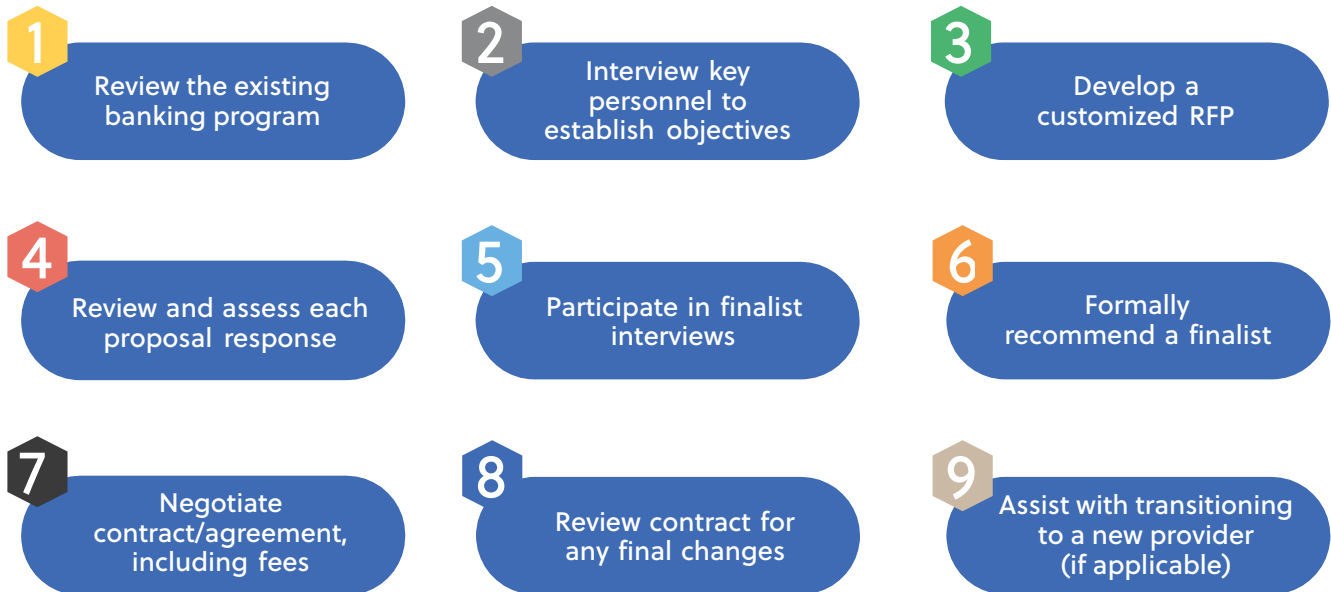 1
Review the existing
banking program
2
Interview key
personnel to
establish objectives
3
Develop a
customized RFP
4
Review and assess each
proposal response
5
Participate in finalist
interviews
6
Formally
recommend a finalist
7
Negotiate
contract/agreement,
including fees
8
Review contract for
any final changes
9
Assist with transitioning
to a new provider
(if applicable)